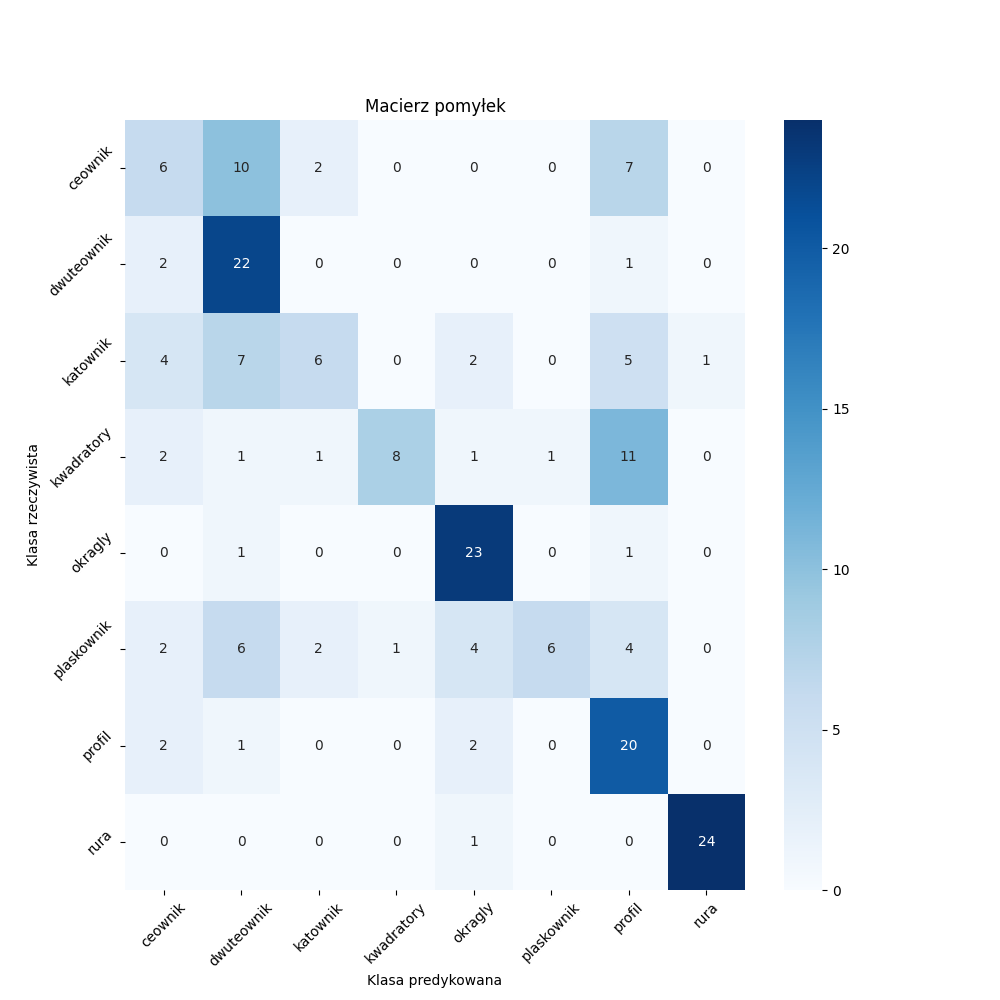 Macierz pomyłek
Klasa rzeczywista
ceownik 6 10 2 0 0 0 7 0
dwuteownik 2 22 0 0 0 0 1 0
katownik 4 7 6 0 2 0 5 1
kwadratory 2 1 1 8 1 1 11 0
okragly 0 1 0 0 23 0 1 0
plaskownik 2 6 2 1 4 6 4 0
profil 2 1 0 0 2 0 20 0
rura 0 0 0 0 1 0 0 24
ceownik dwuteownik katownik kwadratory okragly plaskownik profil rura
Klasa predykowana
20
15
10
5
0